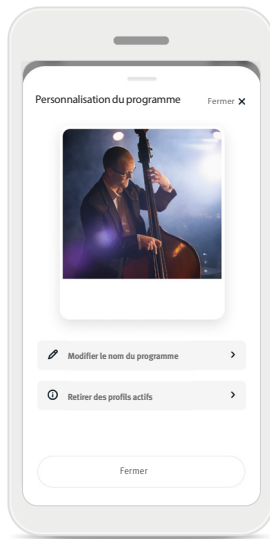 Personnalisation du programme
Fermer ×
Modifier le nom du programme
Retirer des profils actifs
Fermer